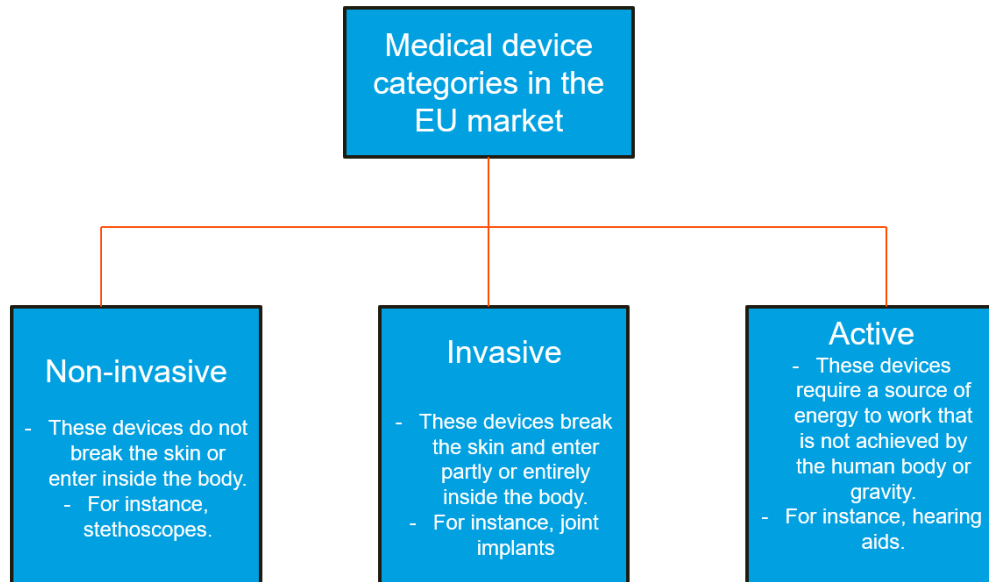 Medical device
categories in the
EU market
Non-invasive
- These devices do not
break the skin or
enter inside the body.
- For instance,
stethoscopes.
Invasive
- These devices break
the skin and enter
partly or entirely
inside the body.
- For instance, joint
implants
Active
- These devices
require a source of
energy to work that
is not achieved by
the human body or
gravity.
- For instance, hearing
aids.